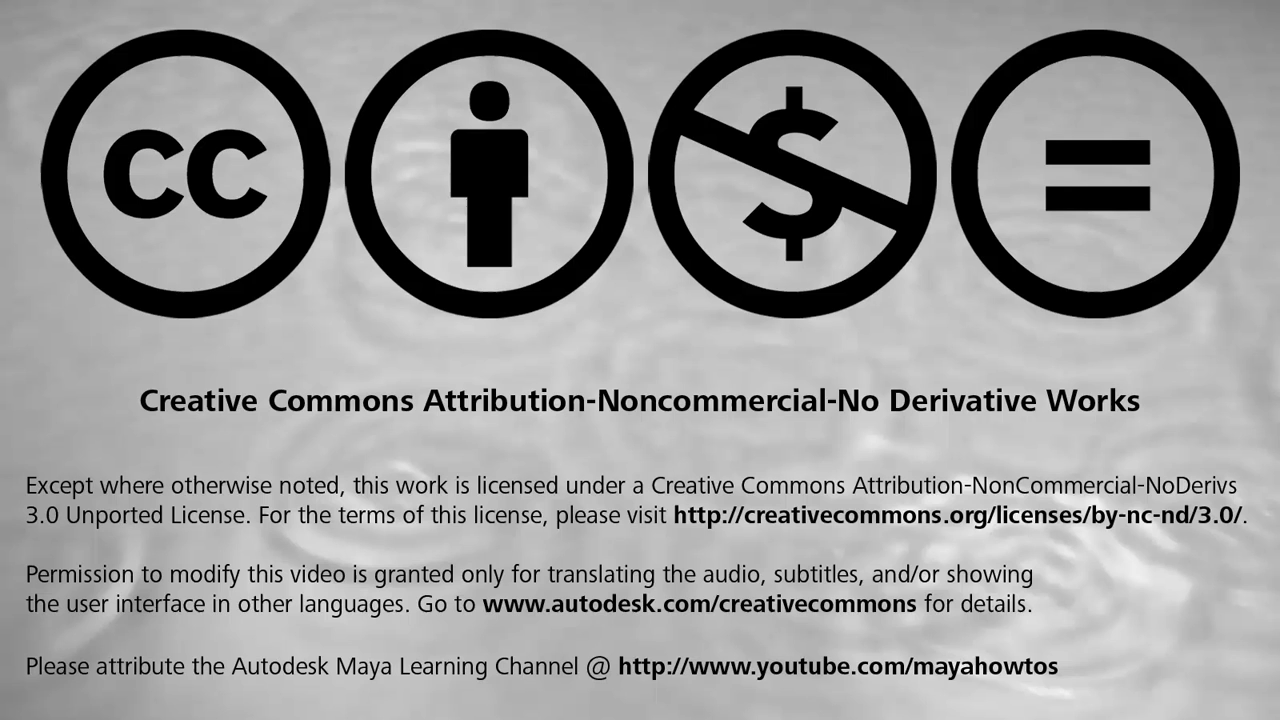 cc
$
=
Creative Commons Attribution-Noncommercial-No Derivative Works
Except where otherwise noted, this work is licensed under a Creative Commons Attribution-NonCommercial-NoDerivs
3.0 Unported License. For the terms of this license, please visit http://creativecommons.org/licenses/by-nc-nd/3.0/.
Permission to modify this video is granted only for translating the audio, subtitles, and/or showing
the user interface in other languages. Go to www.autodesk.com/creativecommons for details.
Please attribute the Autodesk Maya Learning Channel @ http://www.youtube.com/mayahowtos